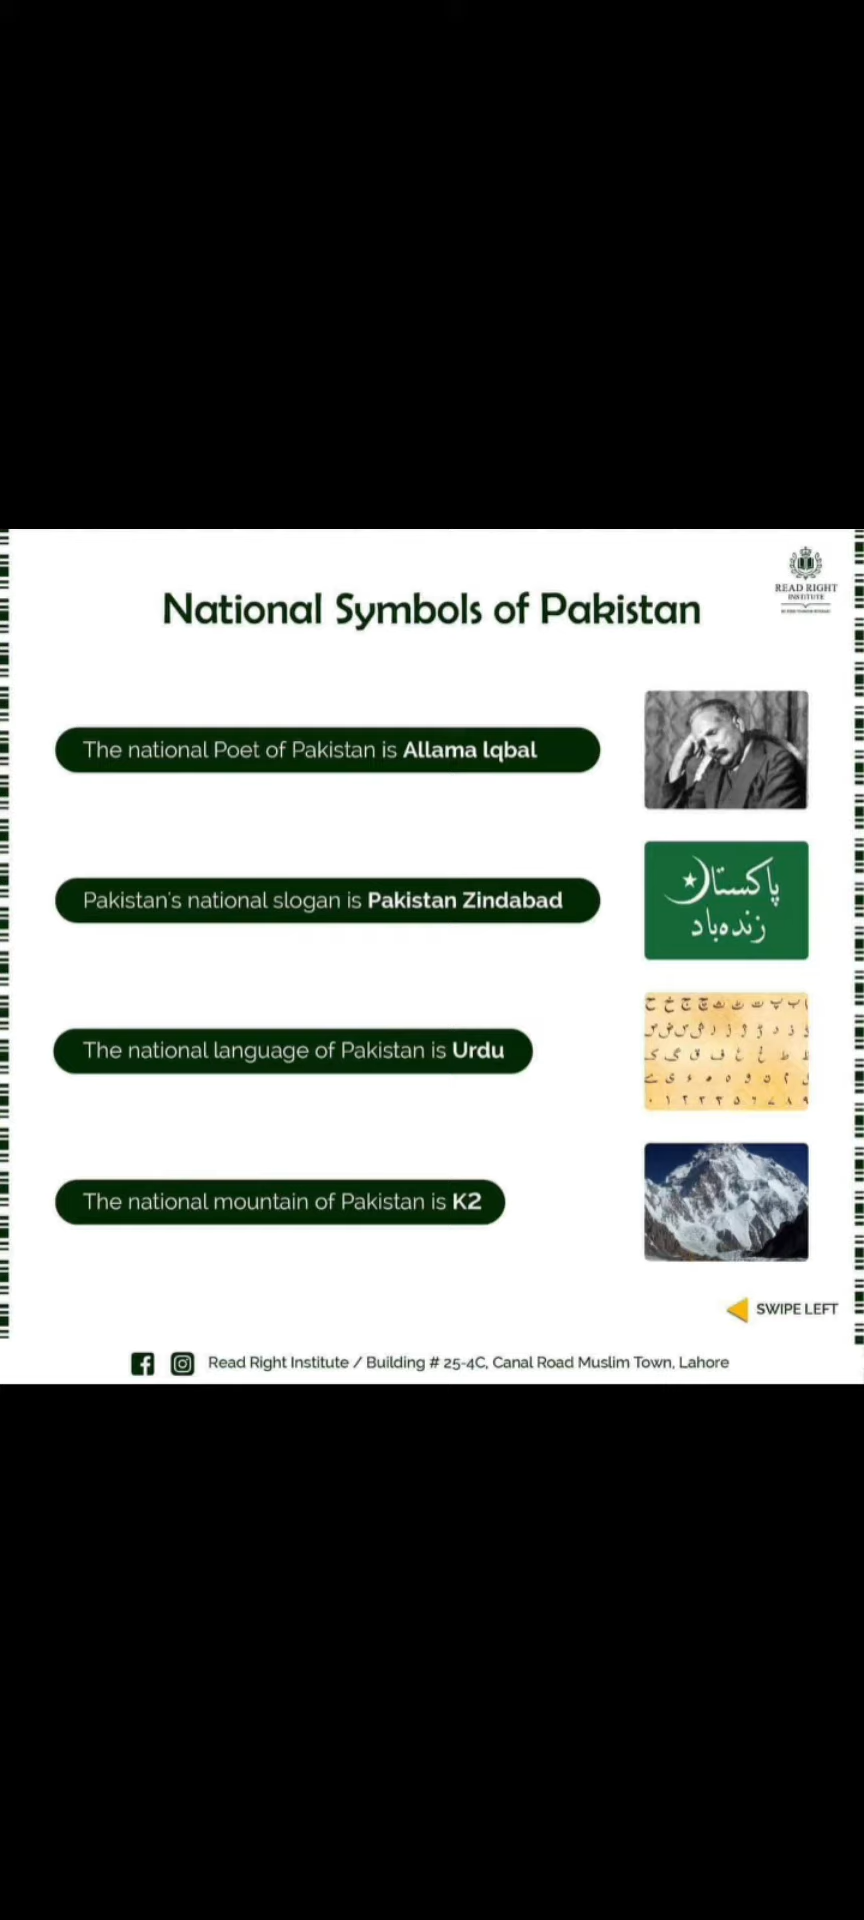 READ RIGHT
INSTITUTE
National Symbols of Pakistan
The national Poet of Pakistan is Allama Iqbal
Pakistan's national slogan is Pakistan Zindabad
پاکستان
زندہ باد
The national language of Pakistan is Urdu
The national mountain of Pakistan is K2
SWIPE LEFT
Read Right Institute / Building # 25-4C, Canal Road Muslim Town, Lahore